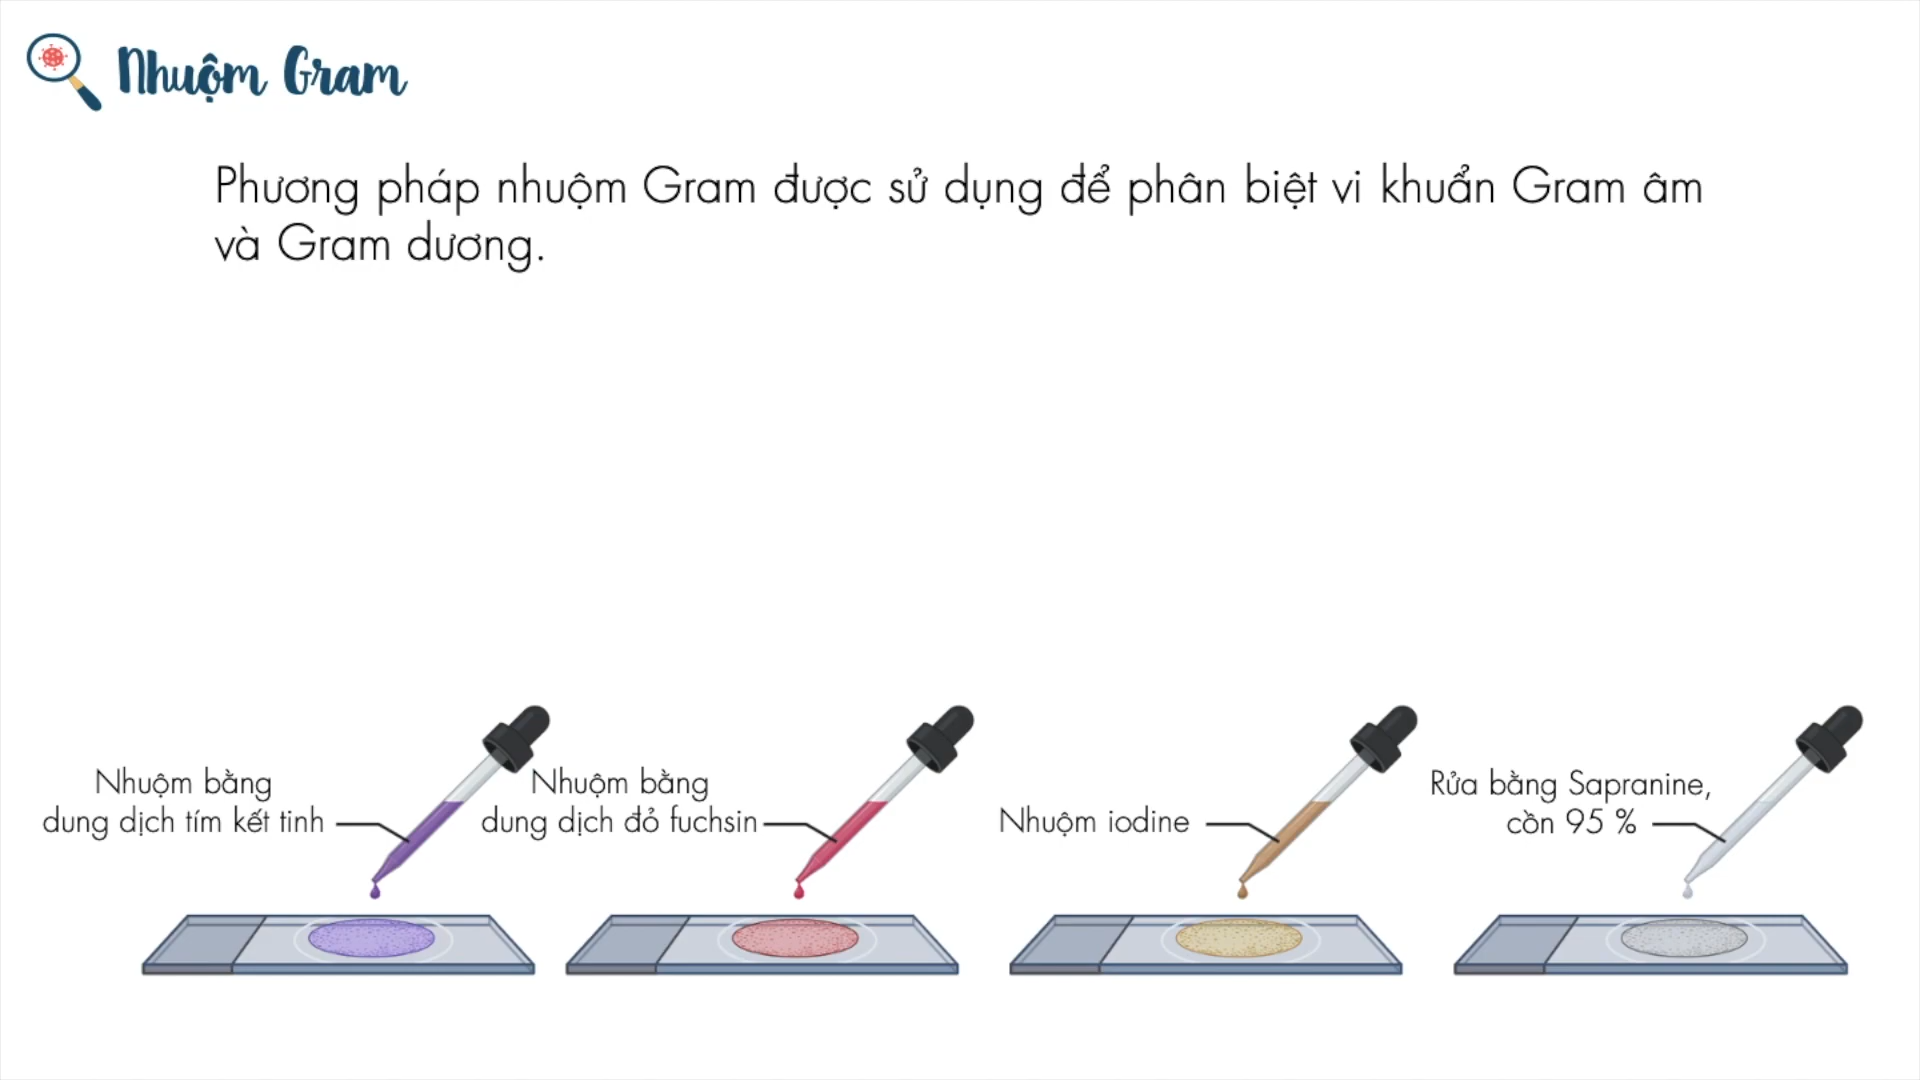 Nhuộm Gram
Phương pháp nhuộm Gram được sử dụng để phân biệt vi khuẩn Gram âm
và Gram dương.
Nhuộm bằng
dung dịch tím kết tinh
Nhuộm bằng
dung dịch đỏ fuchsin
Nhuộm iodine
Rửa bằng Sapranine,
cồn 95 %